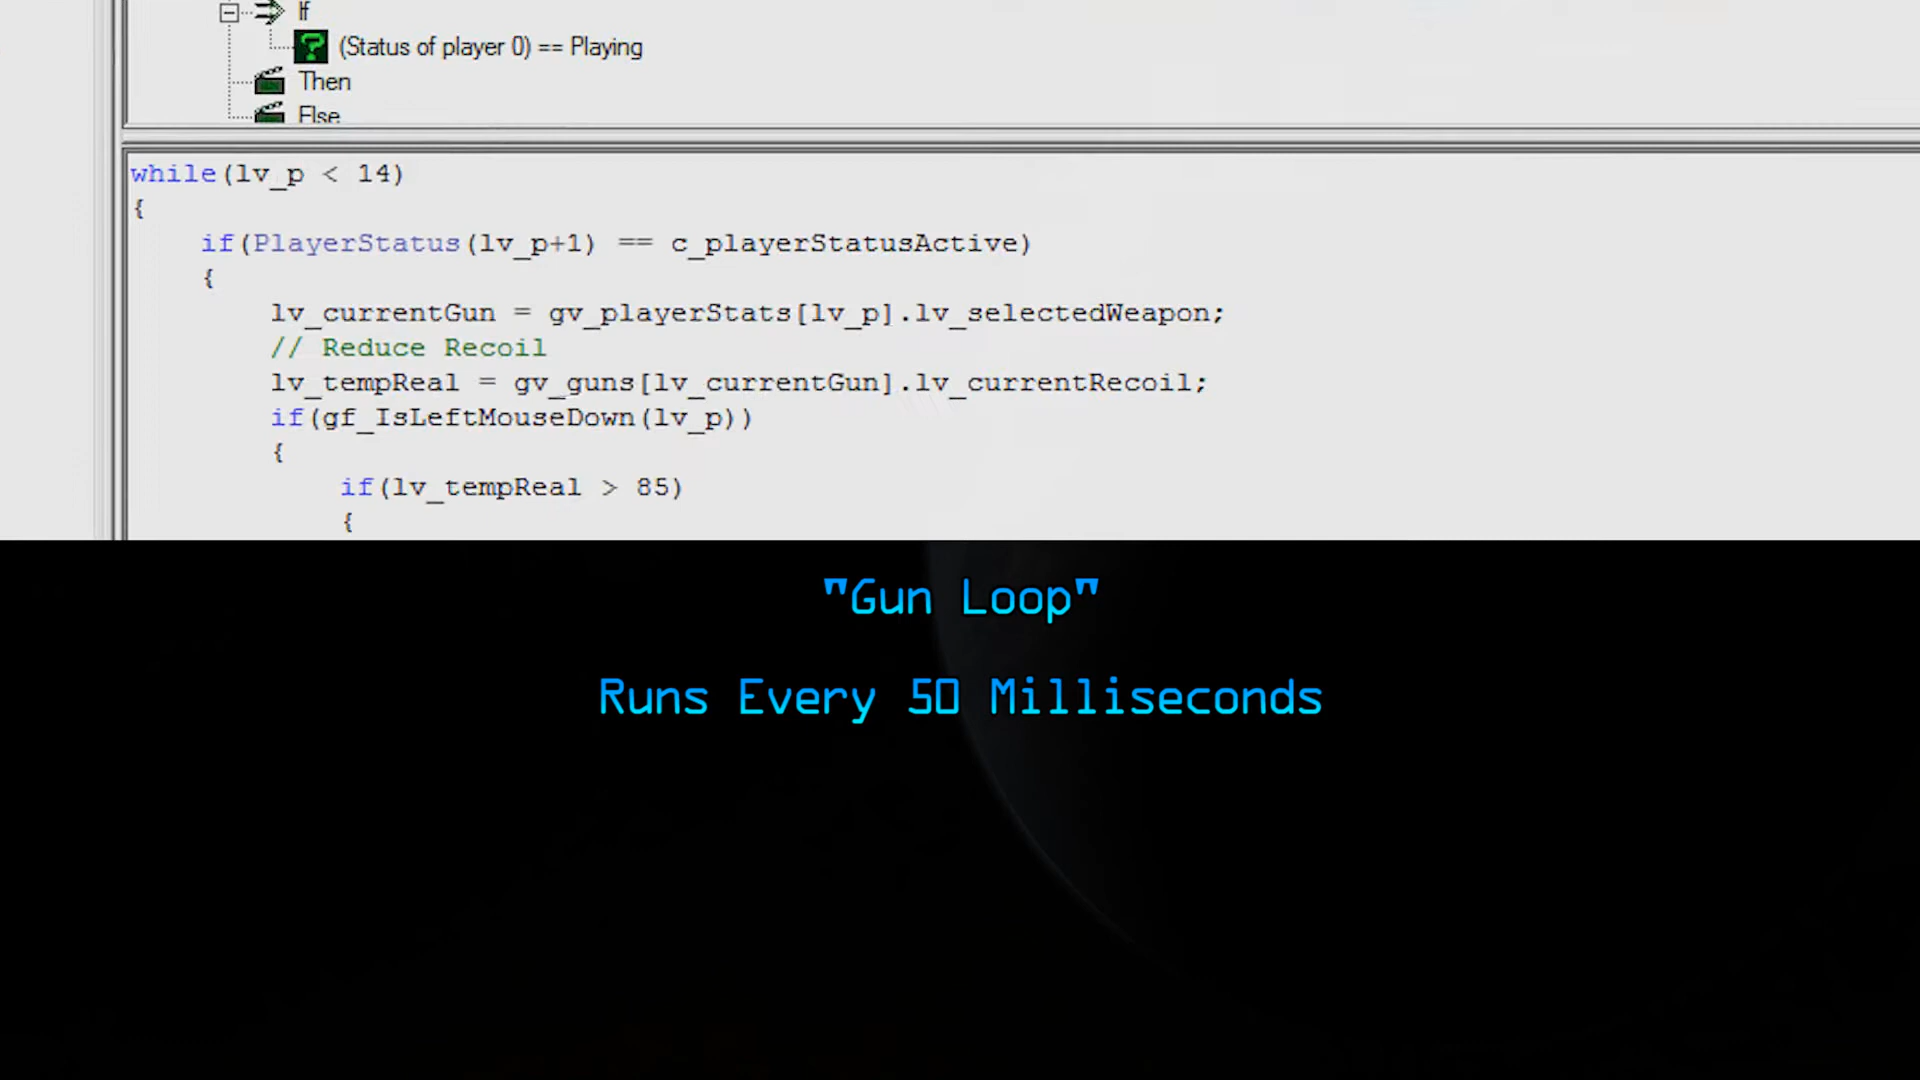 If
(Status of player 0) == Playing
Then
Else
while(lv_p < 14)
{
if(PlayerStatus(lv_p+1) == c_playerStatusActive)
{
lv_currentGun = gv_playerStats[lv_p].lv_selectedWeapon;
// Reduce Recoil
lv_tempReal = gv_guns[lv_currentGun].lv_currentRecoil;
if(gf_IsLeftMouseDown(lv_p))
{
if(lv_tempReal > 85)
{
"Gun Loop"
Runs Every 50 Milliseconds